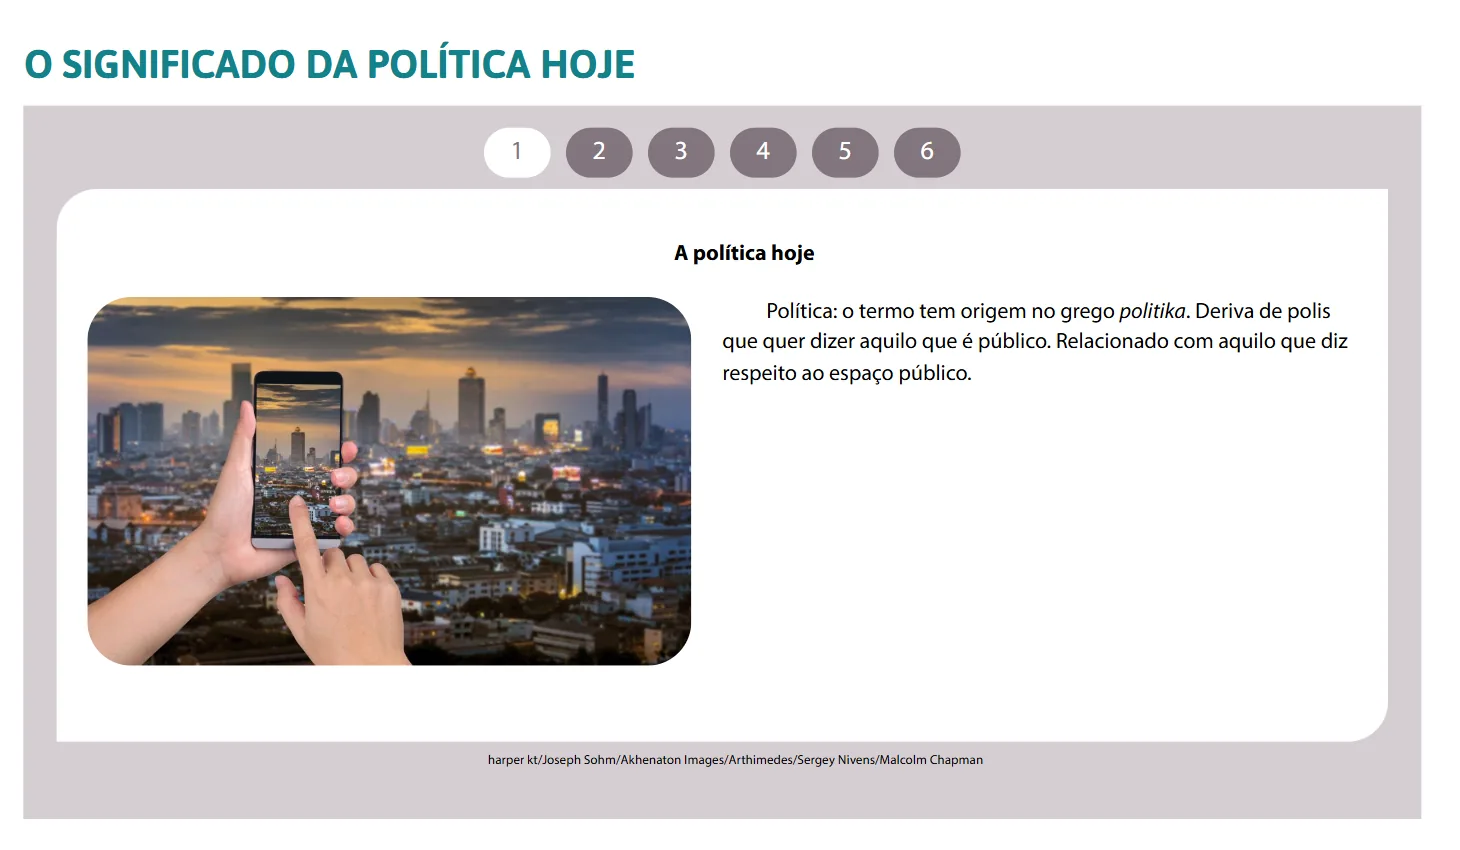 O SIGNIFICADO DA POLÍTICA HOJE
1 2 3 4 5 6
A política hoje
Política: o termo tem origem no grego politika. Deriva de polis
que quer dizer aquilo que é público. Relacionado com aquilo que diz
respeito ao espaço público.
harper kt/Joseph Sohm/Akhenaton Images/Arthimedes/Sergey Nivens/Malcolm Chapman